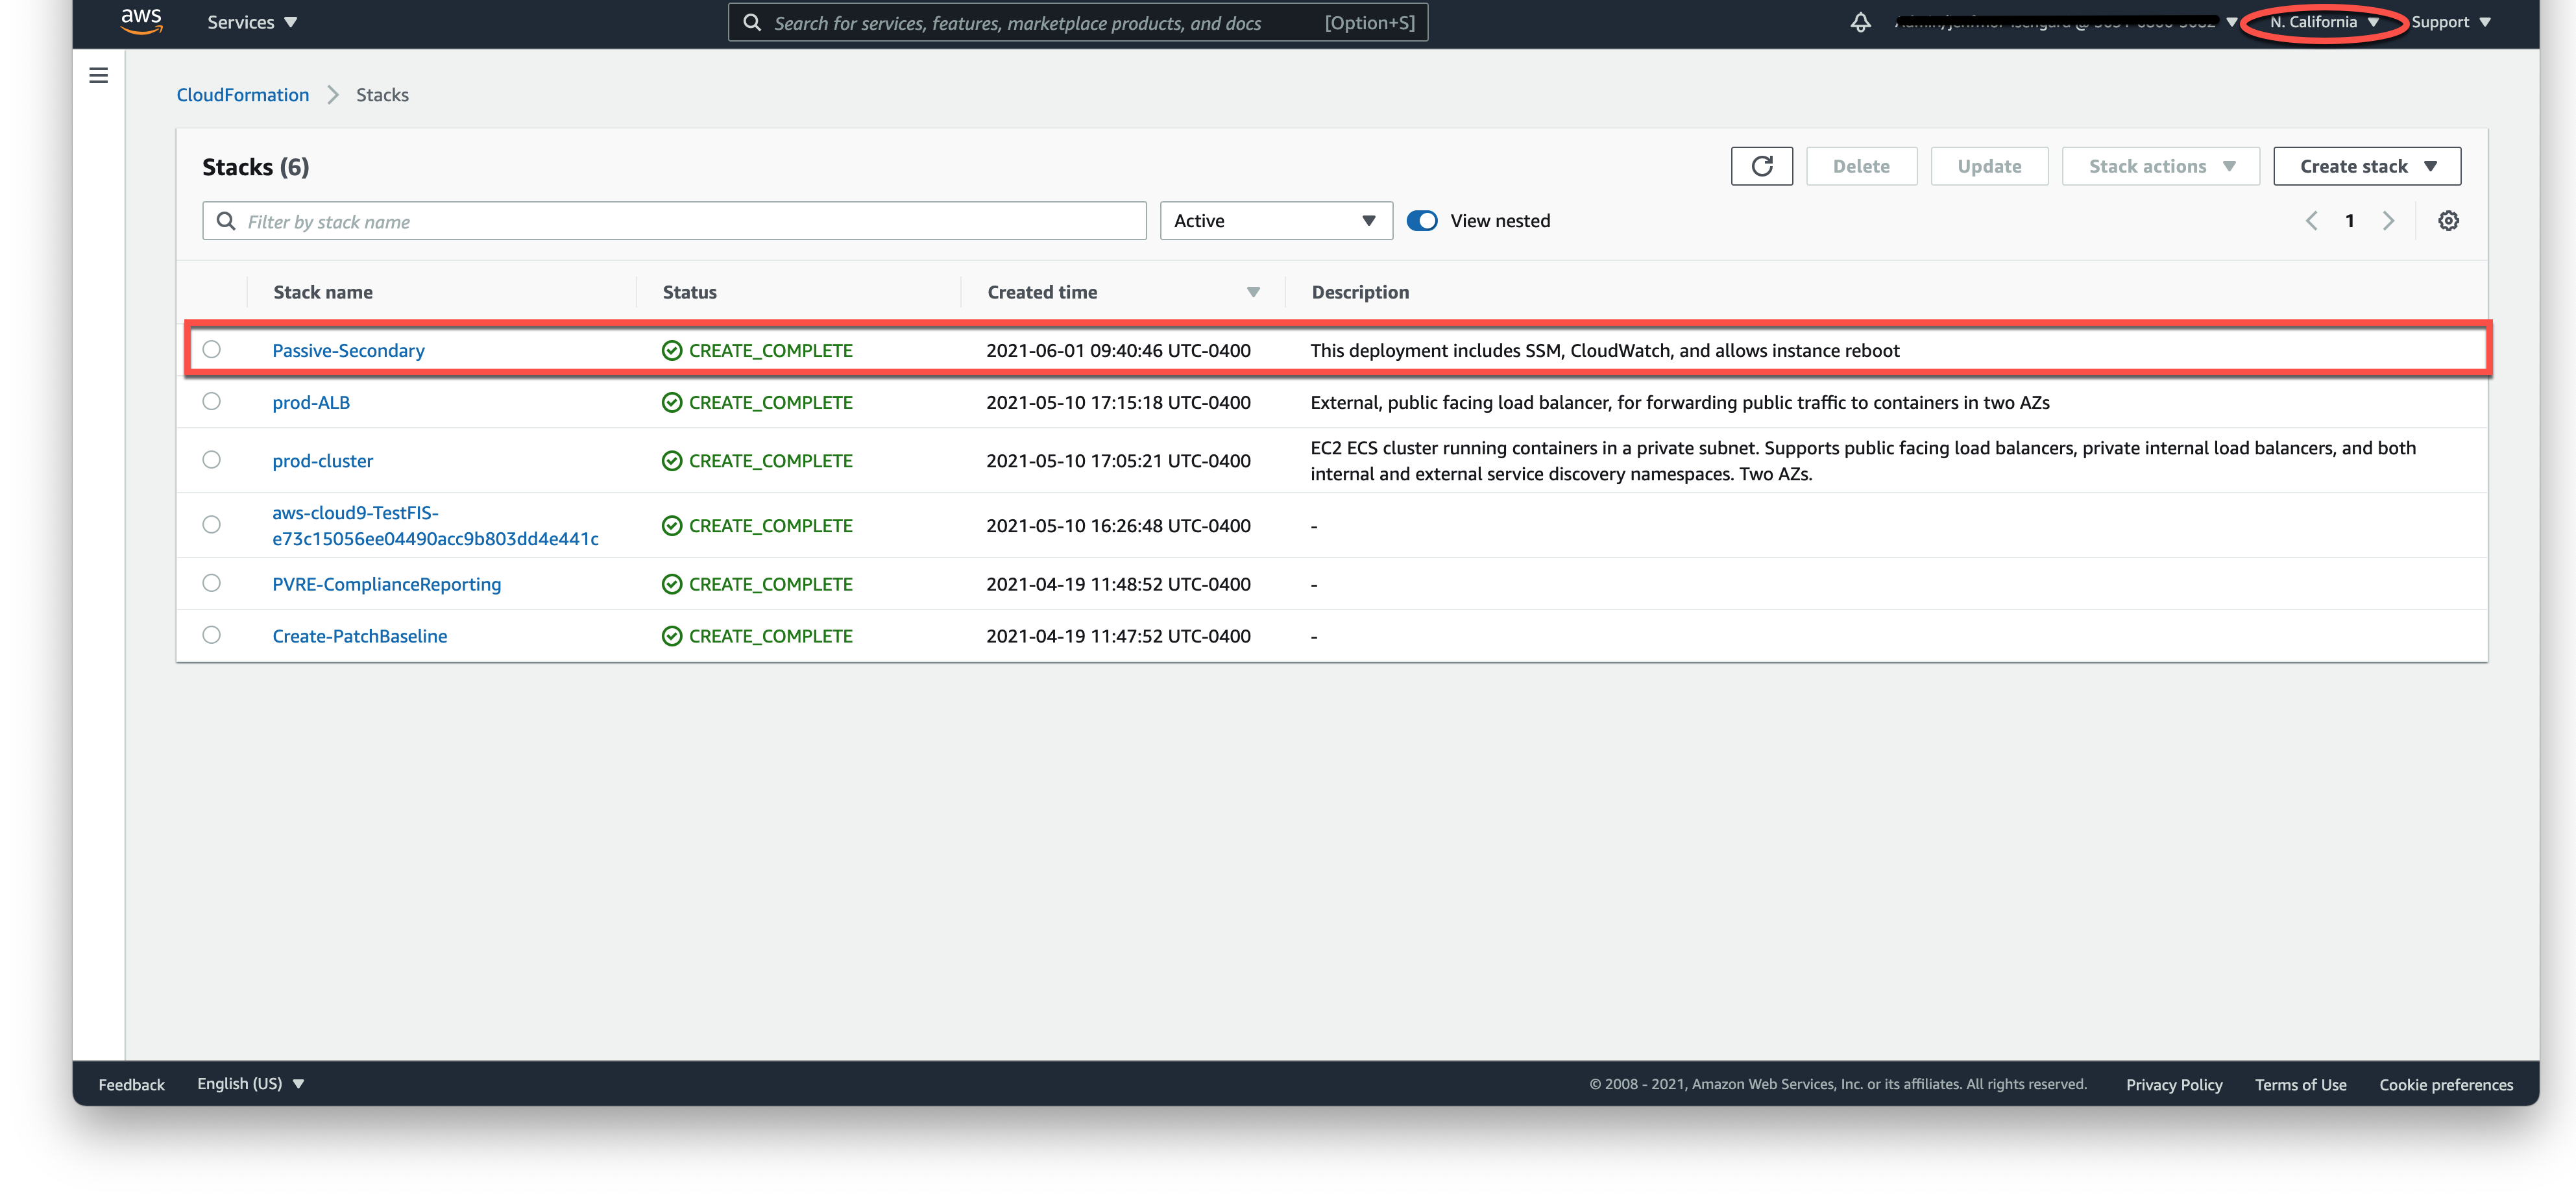 aws
Services
Search for services, features, marketplace products, and docs [Option+S]
N. California
Support
CloudFormation Stacks
Stacks (6)
Delete
Update
Stack actions
Create stack
Filter by stack name
Active
View nested
1
Stack name Status Created time Description
Passive-Secondary CREATE_COMPLETE 2021-06-01 09:40:46 UTC-0400 This deployment includes SSM, CloudWatch, and allows instance reboot
prod-ALB CREATE_COMPLETE 2021-05-10 17:15:18 UTC-0400 External, public facing load balancer, for forwarding public traffic to containers in two AZs
prod-cluster CREATE_COMPLETE 2021-05-10 17:05:21 UTC-0400 EC2 ECS cluster running containers in a private subnet. Supports public facing load balancers, private internal load balancers, and both
internal and external service discovery namespaces. Two AZs.
aws-cloud9-TestFIS-
e73c15056ee04490acc9b803dd4e441c CREATE_COMPLETE 2021-05-10 16:26:48 UTC-0400 -
PVRE-ComplianceReporting CREATE_COMPLETE 2021-04-19 11:48:52 UTC-0400 -
Create-PatchBaseline CREATE_COMPLETE 2021-04-19 11:47:52 UTC-0400 -
Feedback English (US) © 2008 - 2021, Amazon Web Services, Inc. or its affiliates. All rights reserved. Privacy Policy Terms of Use Cookie preferences